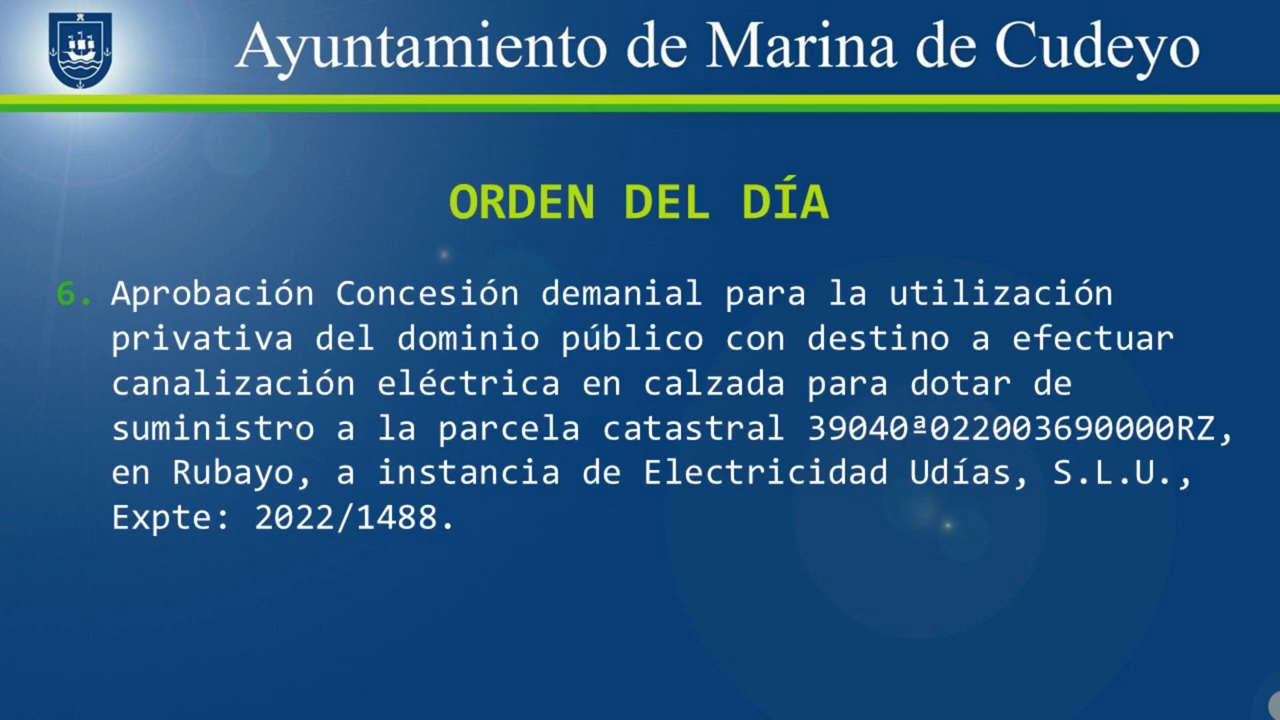 Ayuntamiento de Marina de Cudeyo
ORDEN DEL DÍA
6. Aprobación Concesión demanial para la utilización
privativa del dominio público con destino a efectuar
canalización eléctrica en calzada para dotar de
suministro a la parcela catastral 39040ª022003690000RZ,
en Rubayo, a instancia de Electricidad Udías, S.L.U.,
Expte: 2022/1488.